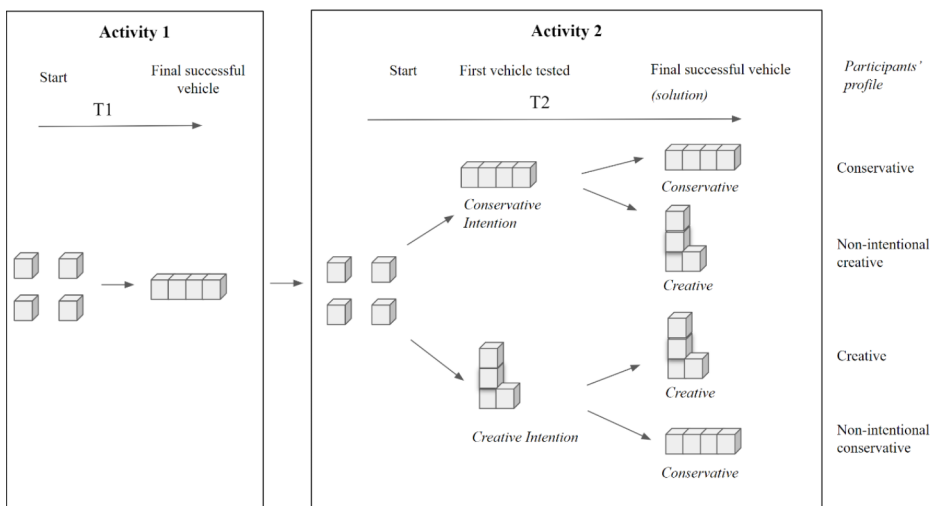 Activity 1
Start
Final successful
vehicle
T1
Activity 2
Start
First vehicle tested
Final successful vehicle
(solution)
T2
Participants'
profile
Conservative
Intention
Conservative
Conservative
Creative
Non-intentional
creative
Creative Intention
Creative
Creative
Conservative
Non-intentional
conservative